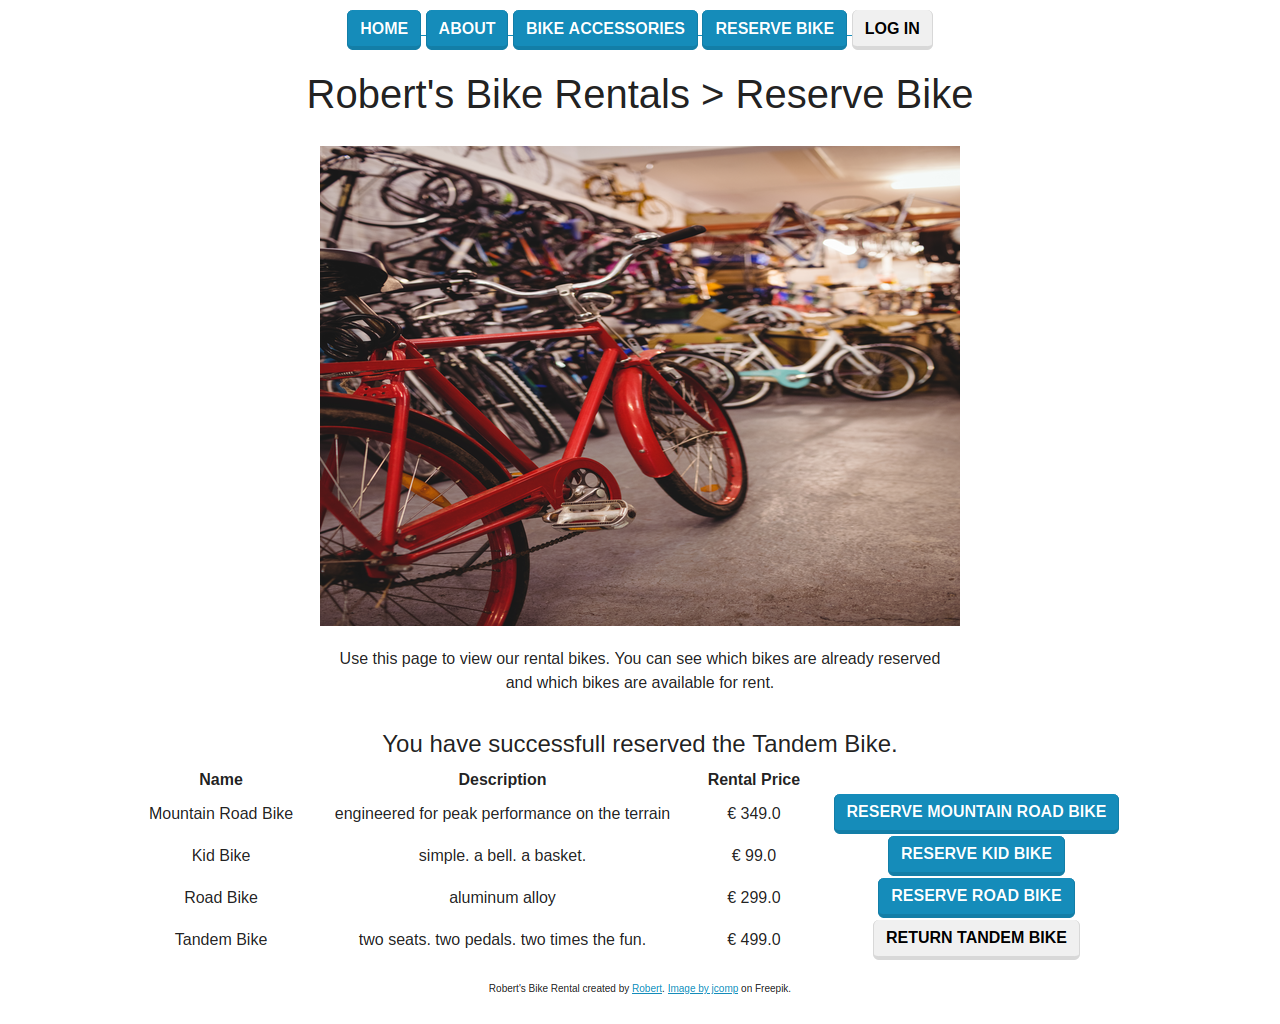 HOME ABOUT BIKE ACCESSORIES RESERVE BIKE LOG IN
Robert's Bike Rentals > Reserve Bike
Use this page to view our rental bikes. You can see which bikes are already reserved
and which bikes are available for rent.
You have successfull reserved the Tandem Bike.
Name Description Rental Price
Mountain Road Bike engineered for peak performance on the terrain € 349.0 RESERVE MOUNTAIN ROAD BIKE
Kid Bike simple. a bell. a basket. € 99.0 RESERVE KID BIKE
Road Bike aluminum alloy € 299.0 RESERVE ROAD BIKE
Tandem Bike two seats. two pedals. two times the fun. € 499.0 RETURN TANDEM BIKE
Robert's Bike Rental created by Robert. Image by jcomp on Freepik.